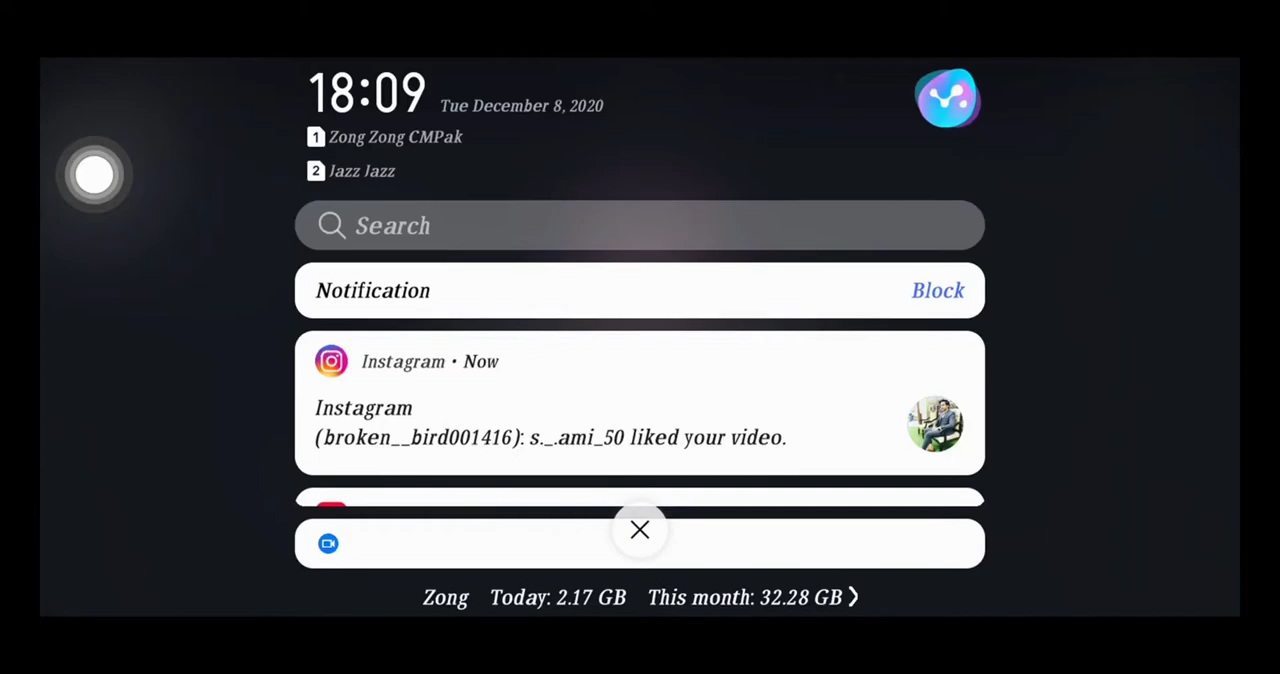 18:09 Tue December 8, 2020
1 Zong Zong CMPak
2 Jazz Jazz
Search
Notification Block
Instagram • Now
Instagram
(broken__bird001416): s._.ami_50 liked your video.
Zong Today: 2.17 GB This month: 32.28 GB